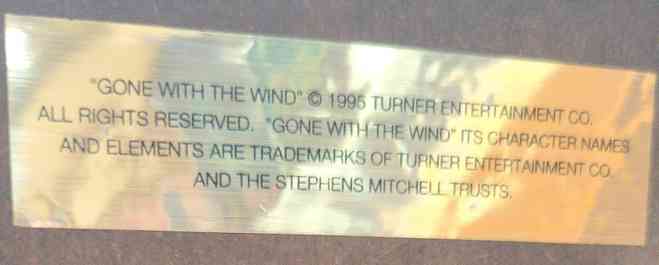 "GONE WITH THE WIND" © 1995 TURNER ENTERTAINMENT CO.
ALL RIGHTS RESERVED. "GONE WITH THE WIND" ITS CHARACTER NAMES
AND ELEMENTS ARE TRADEMARKS OF TURNER ENTERTAINMENT CO.
AND THE STEPHENS MITCHELL TRUSTS.